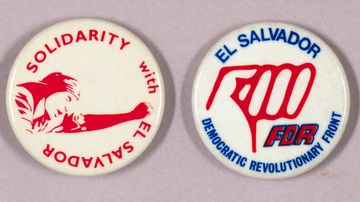 SOLIDARITY with EL SALVADOR
EL SALVADOR
FDR
DEMOCRATIC REVOLUTIONARY FRONT